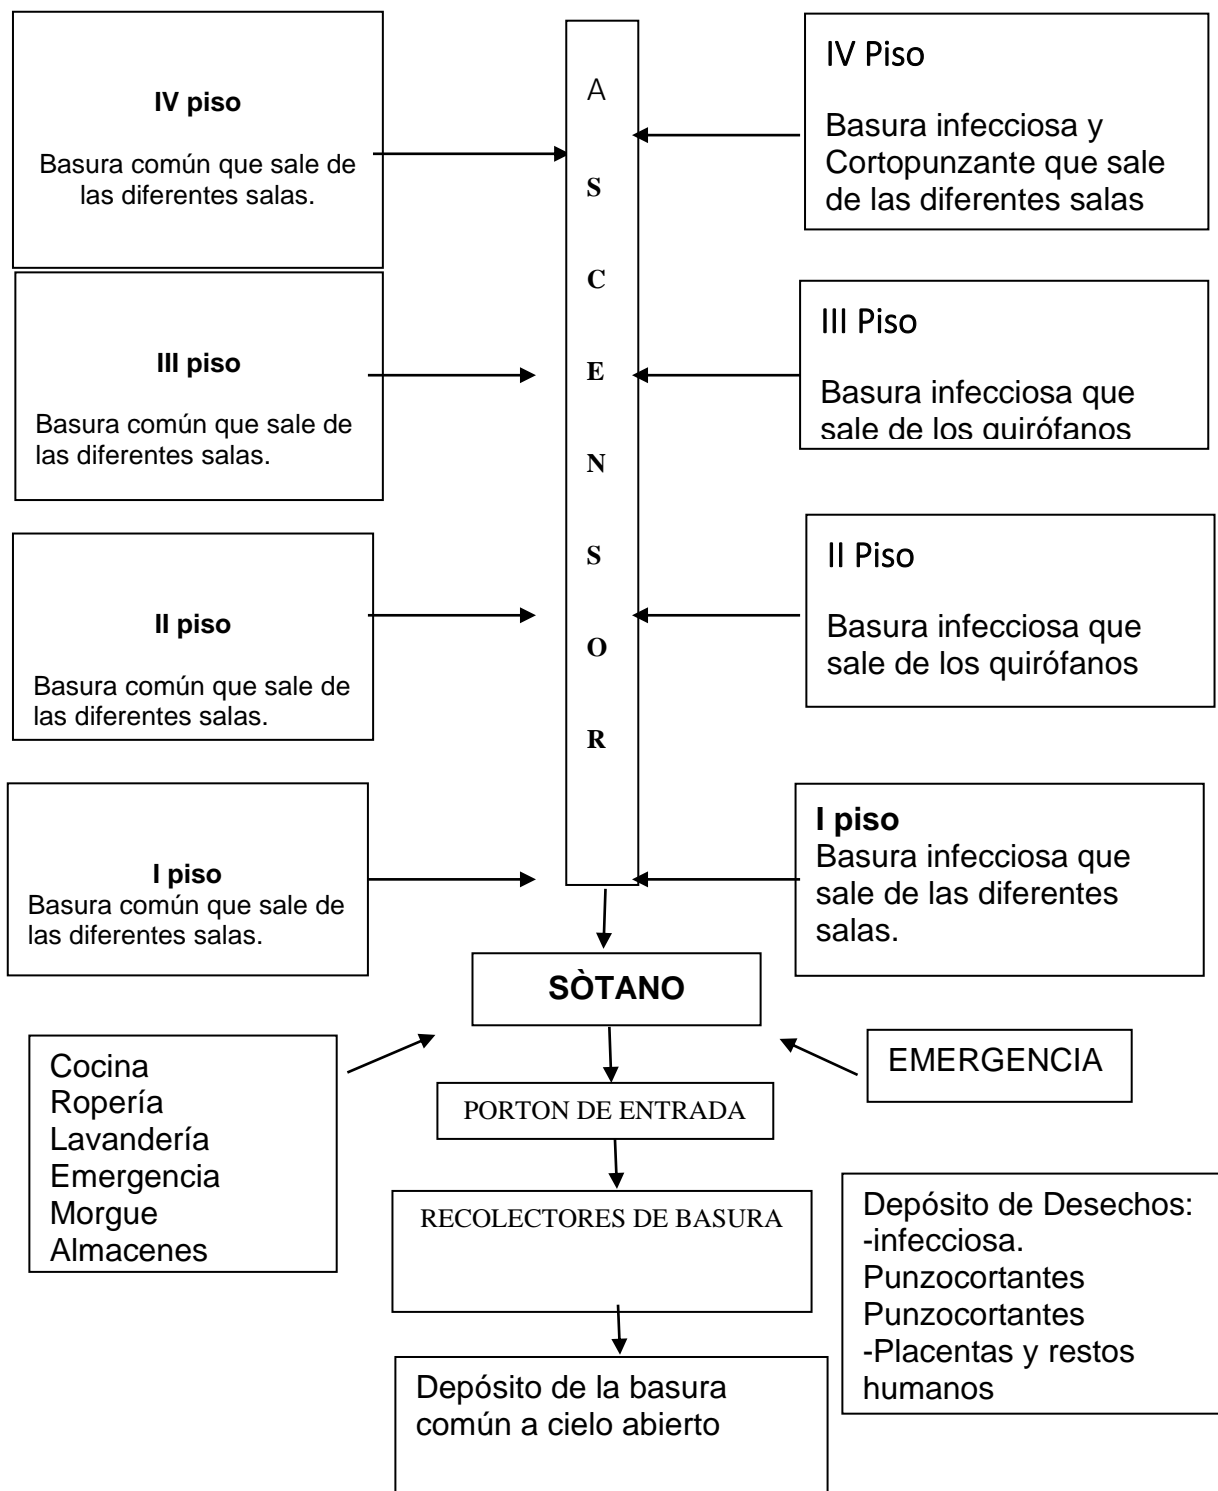 IV piso
Basura común que sale de
las diferentes salas.
A
S
C
E
N
S
O
R
IV Piso
Basura infecciosa y
Cortopunzante que sale
de las diferentes salas
III piso
Basura común que sale de
las diferentes salas.
III Piso
Basura infecciosa que
sale de los quirófanos
II piso
Basura común que sale de
las diferentes salas.
II Piso
Basura infecciosa que
sale de los quirófanos
I piso
Basura común que sale de
las diferentes salas.
I piso
Basura infecciosa que
sale de las diferentes
salas.
SÒTANO
Cocina
Ropería
Lavandería
Emergencia
Morgue
Almacenes
EMERGENCIA
PORTON DE ENTRADA
RECOLECTORES DE BASURA
Depósito de Desechos:
-infecciosa.
Punzocortantes
Punzocortantes
-Placentas y restos
humanos
Depósito de la basura
común a cielo abierto